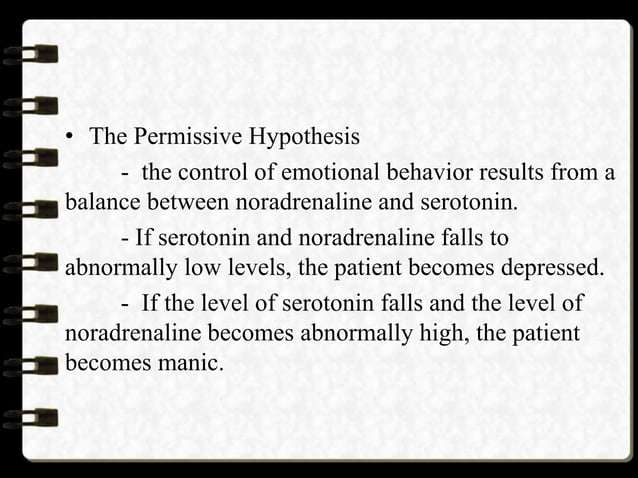 • The Permissive Hypothesis
- the control of emotional behavior results from a
balance between noradrenaline and serotonin.
- If serotonin and noradrenaline falls to
abnormally low levels, the patient becomes depressed.
- If the level of serotonin falls and the level of
noradrenaline becomes abnormally high, the patient
becomes manic.